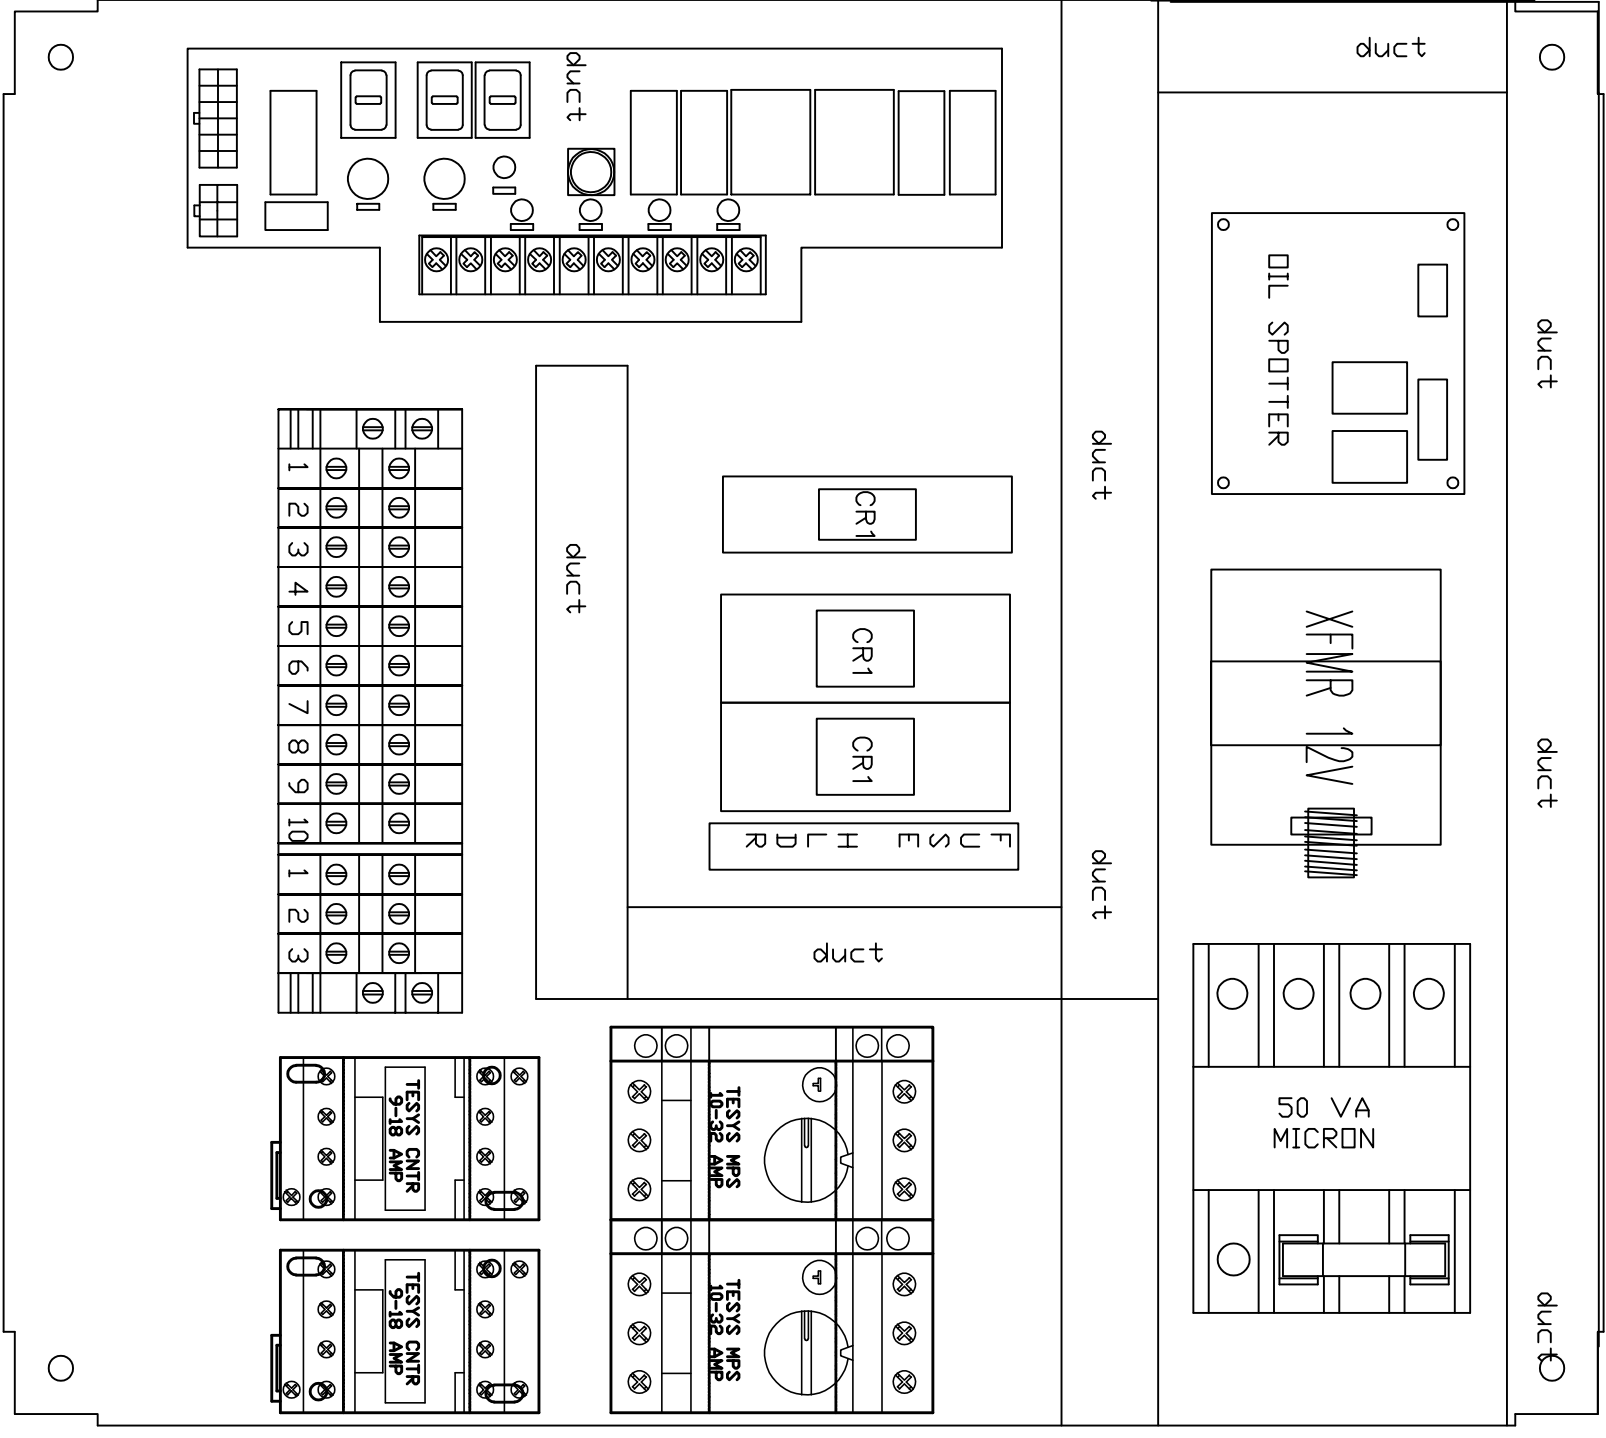 duct
duct
OIL SPOTTER
duct
duct
CR1
1
2
3
4
5
6
7
8
9
10
duct
CR1
CR1
XFMR 12V
duct
FUSE HLDR
duct
1
2
3
duct
50 VA
MICRON
TESYS CNTR
9-18 AMP
TESYS MPS
10-32 AMP
T
TESYS CNTR
9-18 AMP
TESYS MPS
10-32 AMP
T
duct